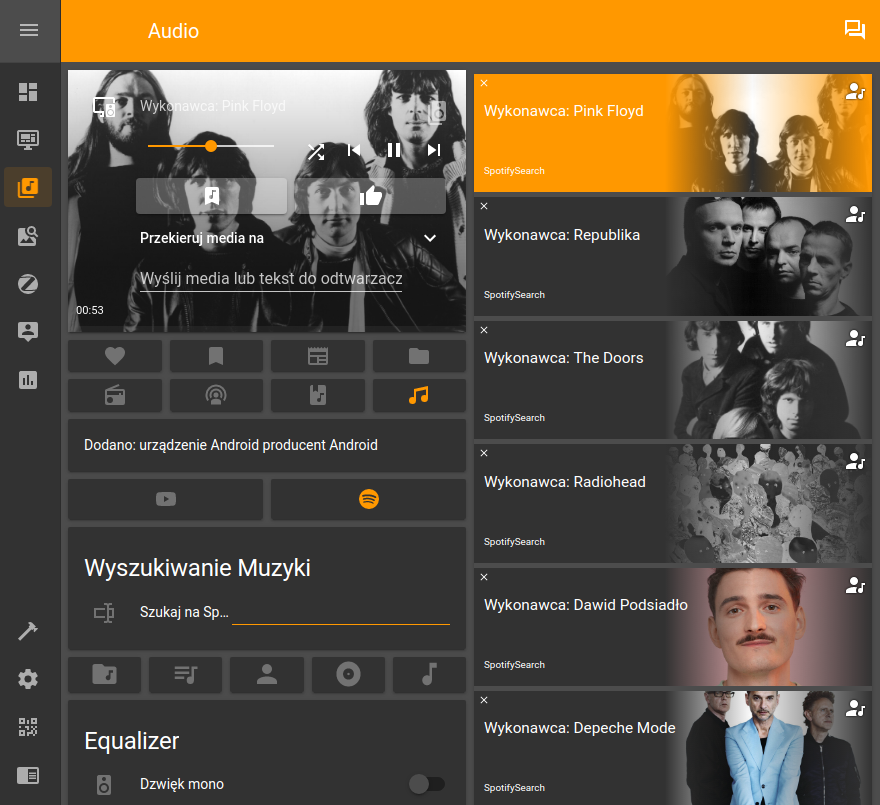 Audio
Wykonawca: Pink Floyd
Przekieruj media na
Wyślij media lub tekst do odtwarzacz
00:53
Dodano: urządzenie Android producent Android
Wyszukiwanie Muzyki
Szukaj na Sp...
Equalizer
Dzwięk mono
Wykonawca: Pink Floyd
SpotifySearch
Wykonawca: Republika
SpotifySearch
Wykonawca: The Doors
SpotifySearch
Wykonawca: Radiohead
SpotifySearch
Wykonawca: Dawid Podsiadło
SpotifySearch
Wykonawca: Depeche Mode
SpotifySearch